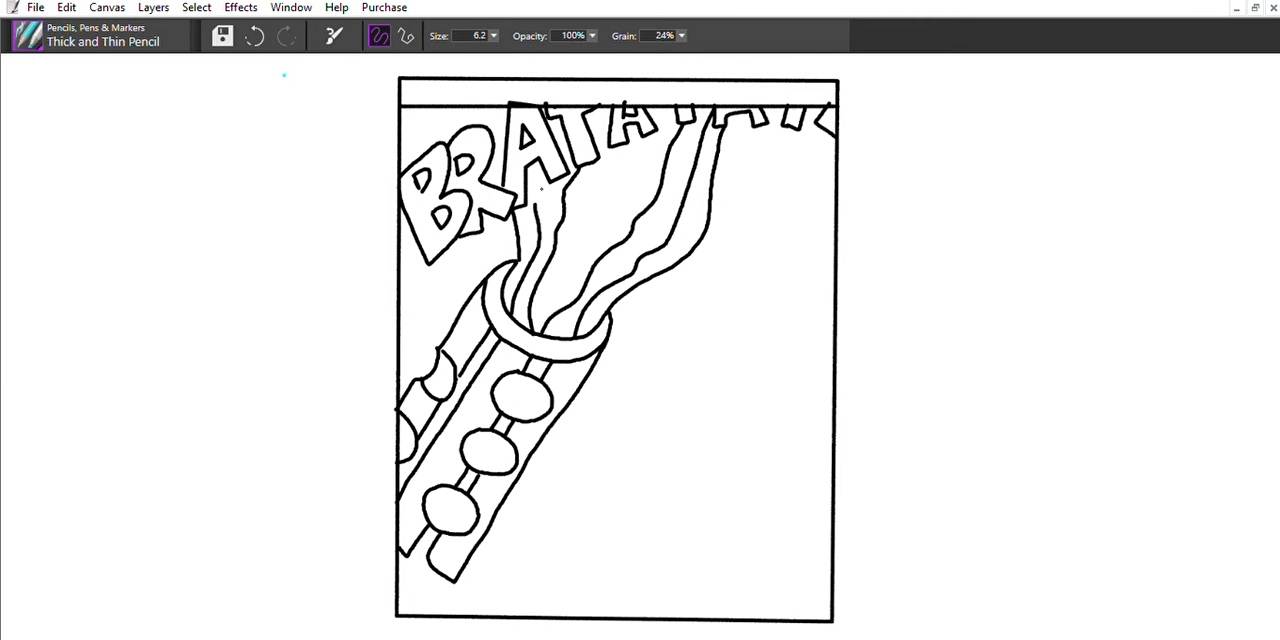 File Edit Canvas Layers Select Effects Window Help Purchase
Pencils, Pens & Markers
Thick and Thin Pencil
Size: 6.2 Opacity: 100% Grain: 24%
BRATA